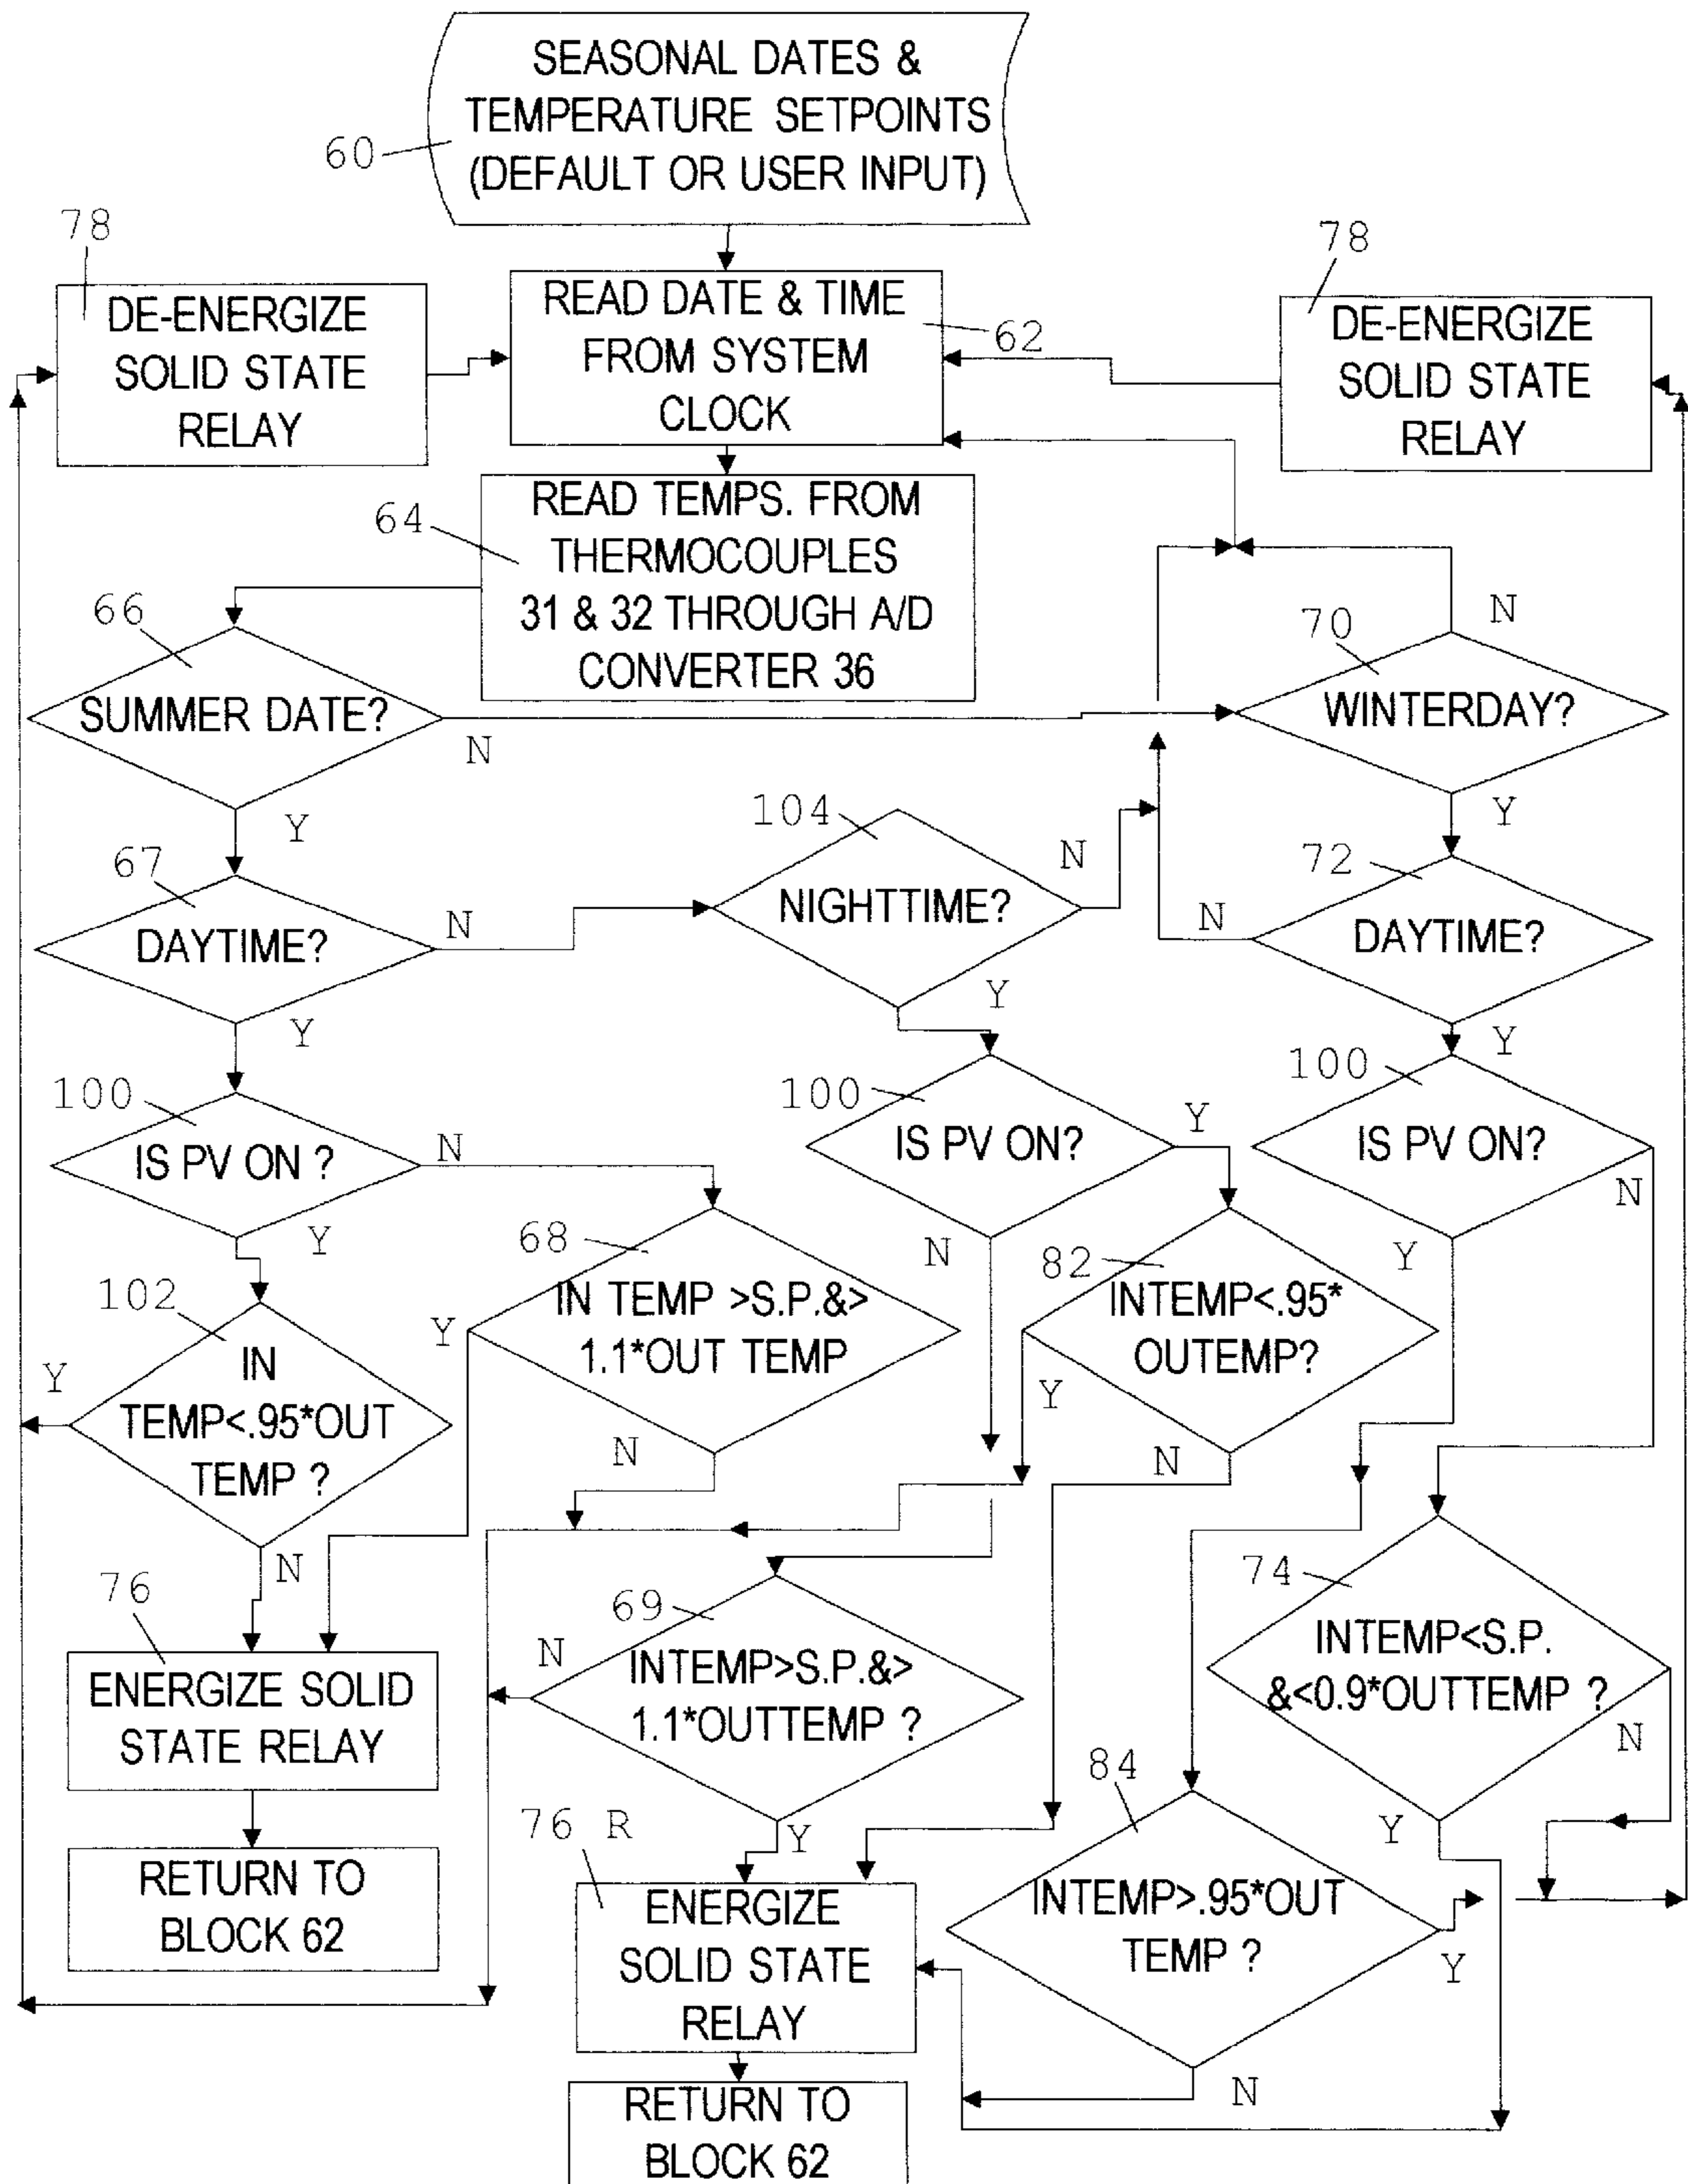 SEASONAL DATES &
TEMPERATURE SETPOINTS
(DEFAULT OR USER INPUT)
60
78
DE-ENERGIZE
SOLID STATE
RELAY
READ DATE & TIME
FROM SYSTEM
CLOCK
62
78
DE-ENERGIZE
SOLID STATE
RELAY
64
READ TEMPS. FROM
THERMOCOUPLES
31 & 32 THROUGH A/D
CONVERTER 36
66
SUMMER DATE?
N
Y
70
N
WINTERDAY?
Y
67
DAYTIME?
N
Y
104
NIGHTTIME?
N
Y
72
N
DAYTIME?
Y
100
IS PV ON ?
N
Y
100
IS PV ON?
Y
N
100
IS PV ON?
N
Y
102
IN
TEMP<.95*OUT
TEMP ?
Y
N
68
IN TEMP >S.P.&>
1.1*OUT TEMP
Y
N
82
INTEMP<.95*
OUTEMP?
Y
N
76
ENERGIZE SOLID
STATE RELAY
RETURN TO
BLOCK 62
69
N
INTEMP>S.P.&>
1.1*OUTTEMP ?
Y
74
INTEMP<S.P.
&<0.9*OUTTEMP ?
N
Y
84
INTEMP>.95*OUT
TEMP ?
Y
N
76 R
ENERGIZE
SOLID STATE
RELAY
RETURN TO
BLOCK 62